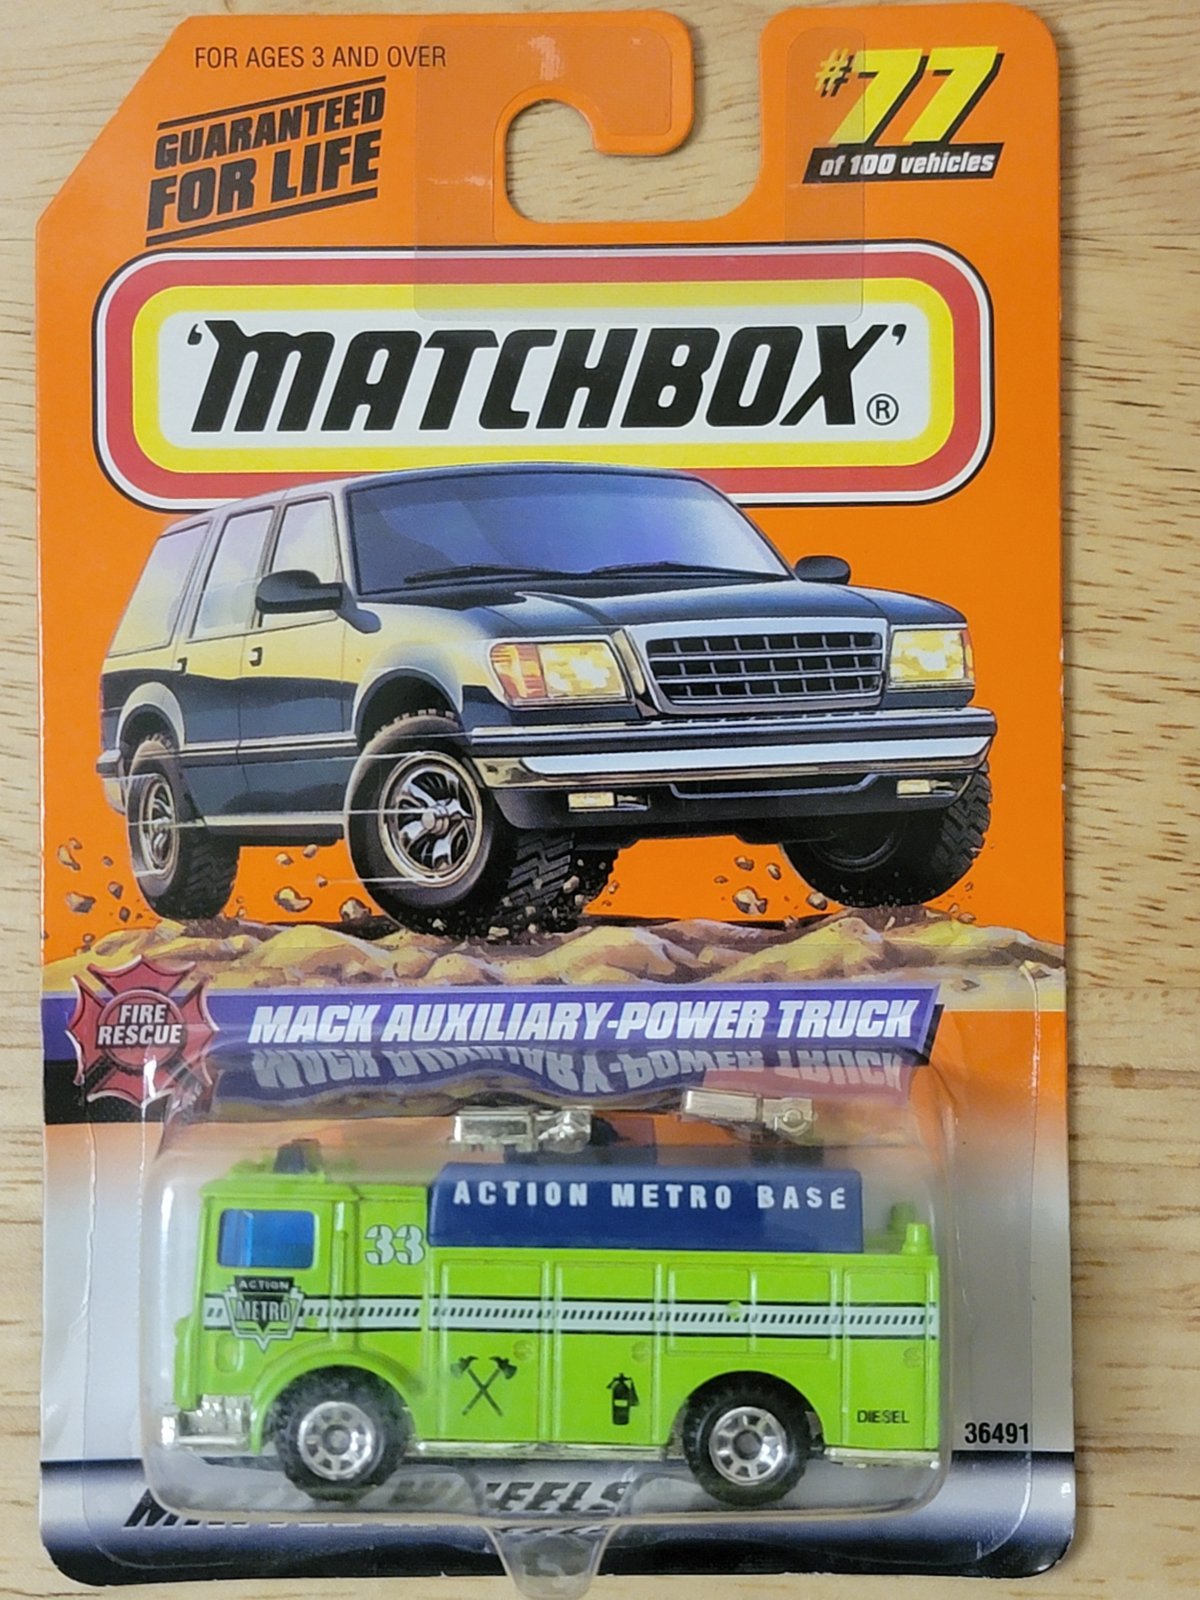 FOR AGES 3 AND OVER
GUARANTEED
FOR LIFE
#77
of 100 vehicles
'MATCHBOX'®
FIRE
RESCUE
MACK AUXILIARY-POWER TRUCK
ACTION METRO BASE
33
ACTION
METRO
DIESEL
36491
WHEELS